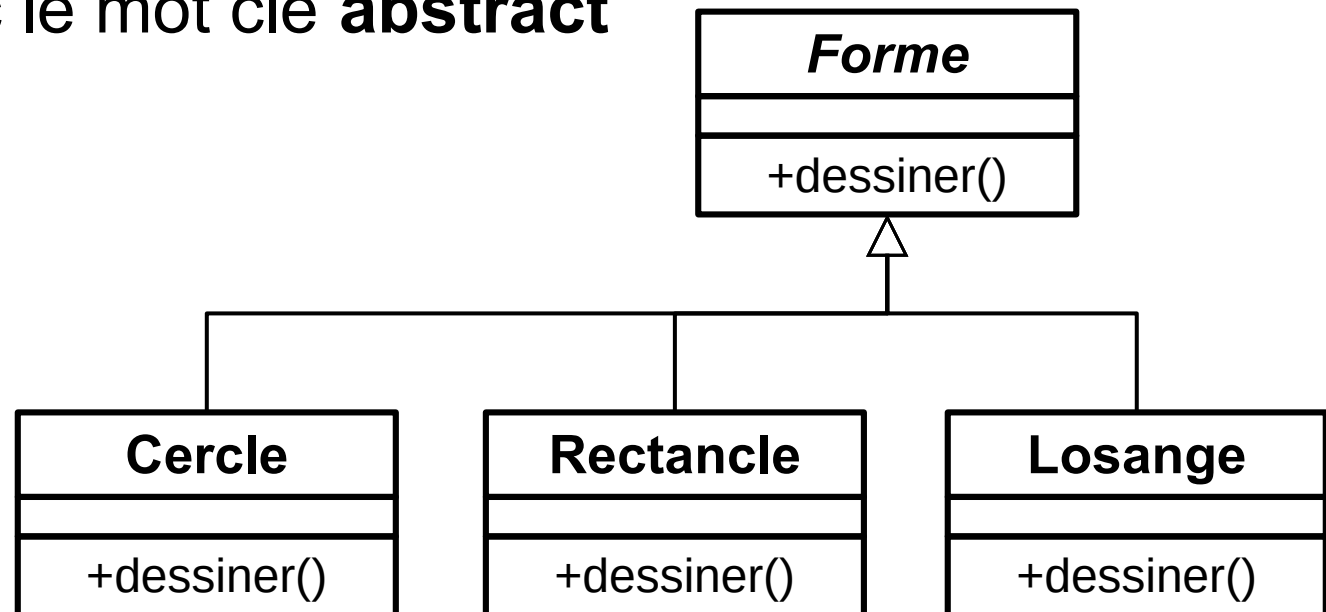 le mot clé abstract
Forme
+dessiner()
Cercle
Rectancle
Losange
+dessiner()
+dessiner()
+dessiner()